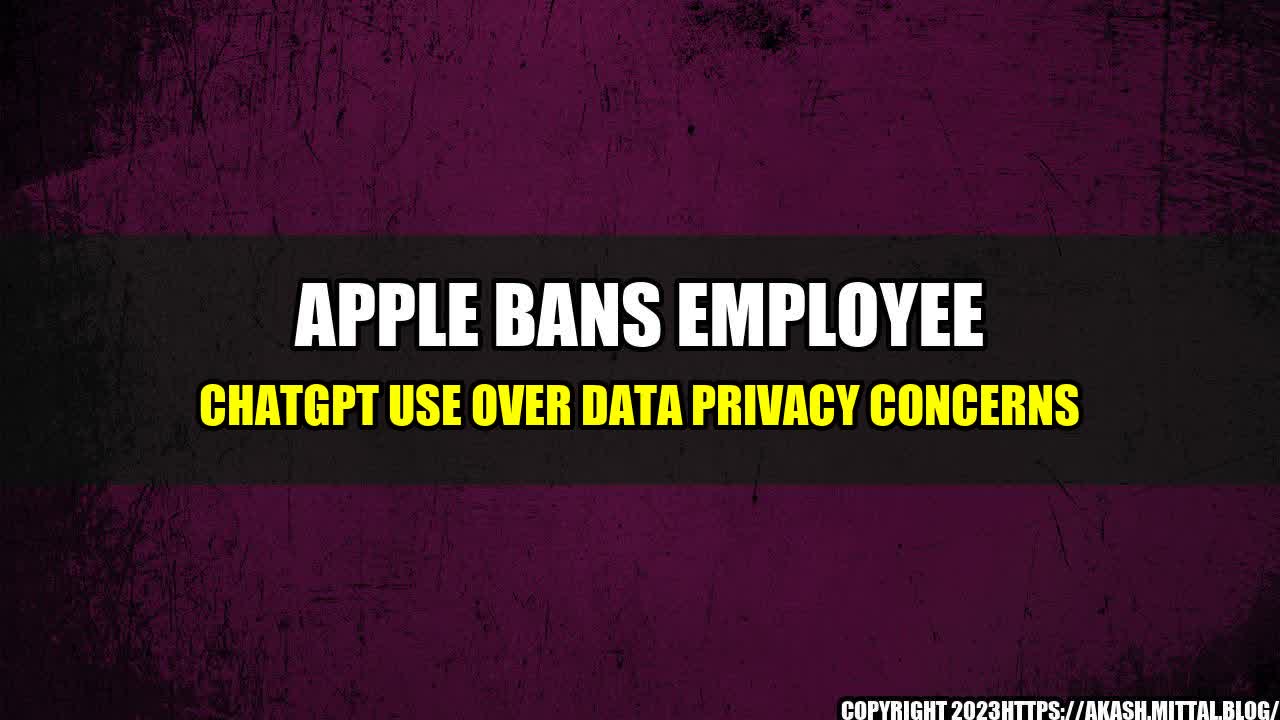 APPLE BANS EMPLOYEE
CHATGPT USE OVER DATA PRIVACY CONCERNS
COPYRIGHT 2023HTTPS://AKASH.MITTAL.BLOG/